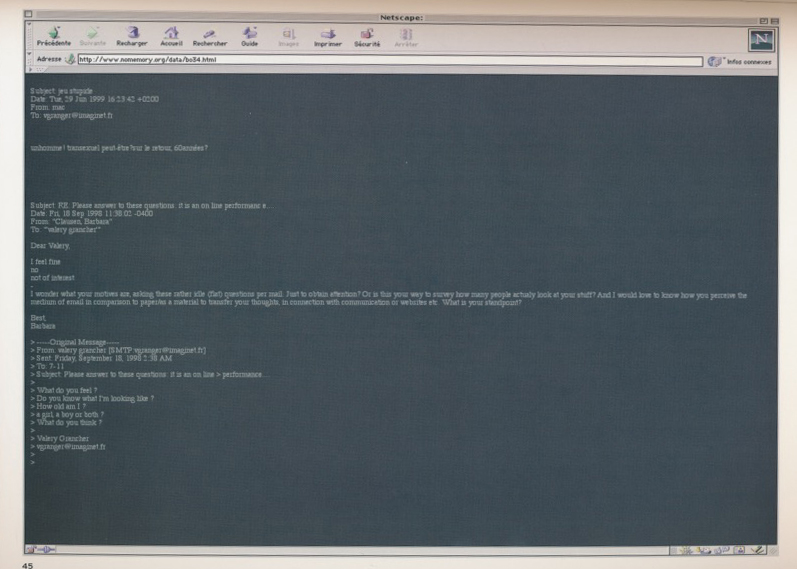 Netscape:
Précédente Suivante Recharger Accueil Rechercher Guide Images Imprimer Sécurité Arrêter
N
Adresse http://www.nomemory.org/data/bo34.html Infos connexes
Subject: jeu stupide
Date: Tue, 29 Jun 1999 16:23:42 +0200
From: mac
To: vgranger@imaginet.fr
unhomme! transexuel peut-être?sur le retour, 60années?
Subject: RE: Please answer to these questions: it is an on line performanc e...
Date: Fri, 18 Sep 1998 11:38:02 -0400
From: "Clausen, Barbara"
To: "'valery grancher'"
Dear Valery,
I feel fine
no
not of interest
I wonder what your motives are, asking these rather idle (flat) questions per mail. Just to obtain attention? Or is this your way to survey how many people actualy look at your stuff? And I would love to know how you perceive the
medium of email in comparison to paper/as a material to transfer your thoughts, in connection with communication or websites etc. What is your standpoint?
Best,
Barbara
> -----Original Message-----
> From: valery grancher [SMTP:vgranger@imaginet.fr]
> Sent: Friday, September 18, 1998 2:38 AM
> To: 7-11
> Subject: Please answer to these questions: it is an on line > performance...
>
> What do you feel ?
> Do you know what I'm looking like ?
> How old am I ?
> a girl, a boy or both ?
> What do you think ?
>
> Valery Grancher
> vgranger@imaginet.fr
>
>
45